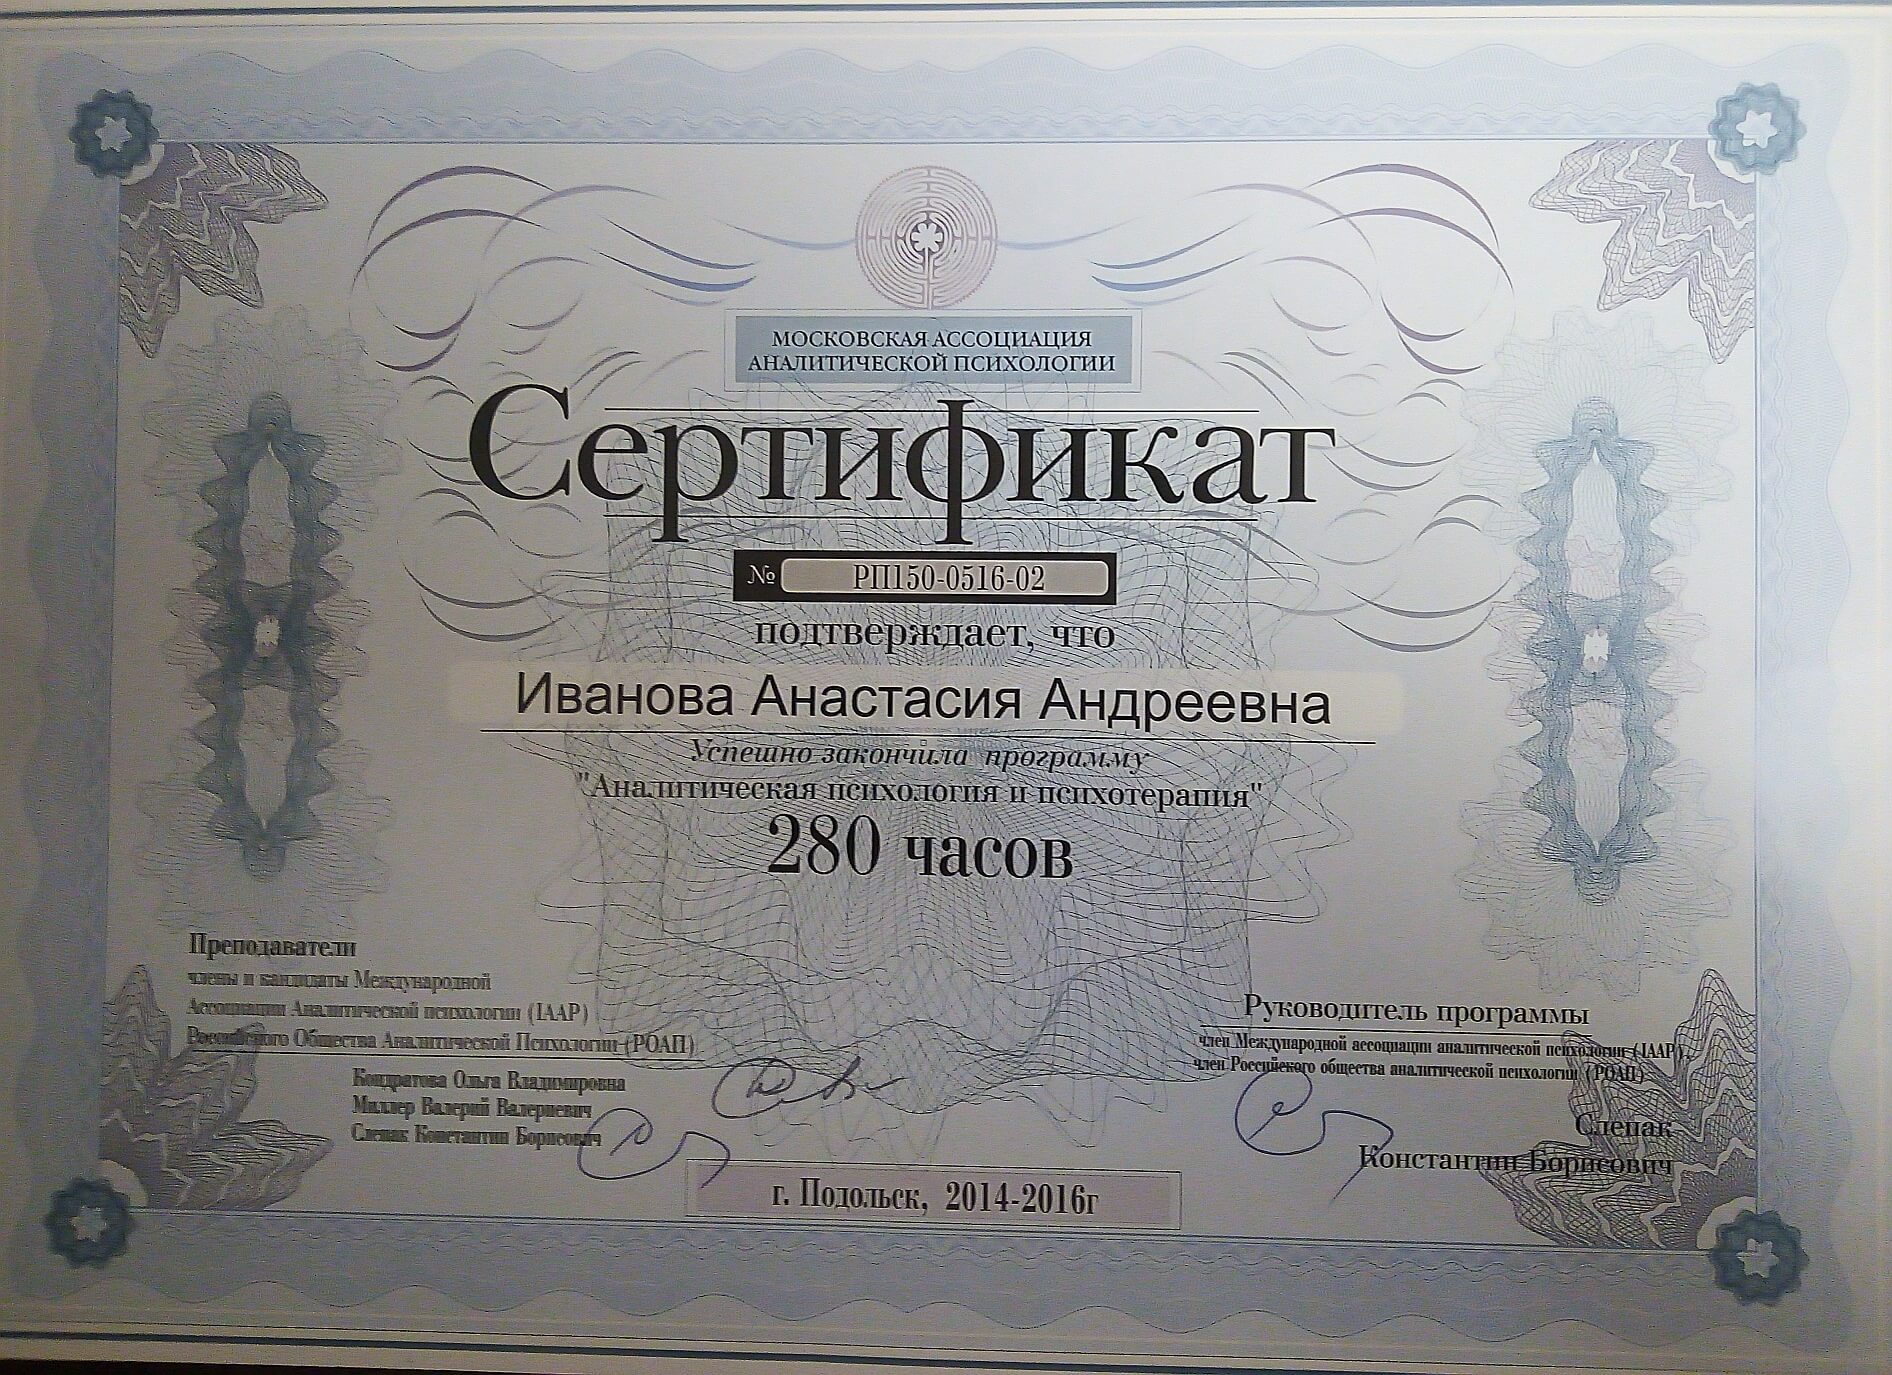 МОСКОВСКАЯ АССОЦИАЦИЯ
АНАЛИТИЧЕСКОЙ ПСИХОЛОГИИ
Сертификат
№ РП150-0516-02
подтверждает, что
Иванова Анастасия Андреевна
Успешно закончила программу
"Аналитическая психология и психотерапия"
280 часов
Преподаватели
члены и кандидаты Международной
Ассоциации Аналитической психологии (IAAP)
Российского Общества Аналитической Психологии (РОАП)
Кондратова Ольга Владимировна
Миллер Валерий Валериевич
Слепак Константин Борисович
Руководитель программы
член Международной ассоциации аналитической психологии (IAAP),
член Российского общества аналитической психологии (РОАП)
Слепак
Константин Борисович
г. Подольск, 2014-2016г